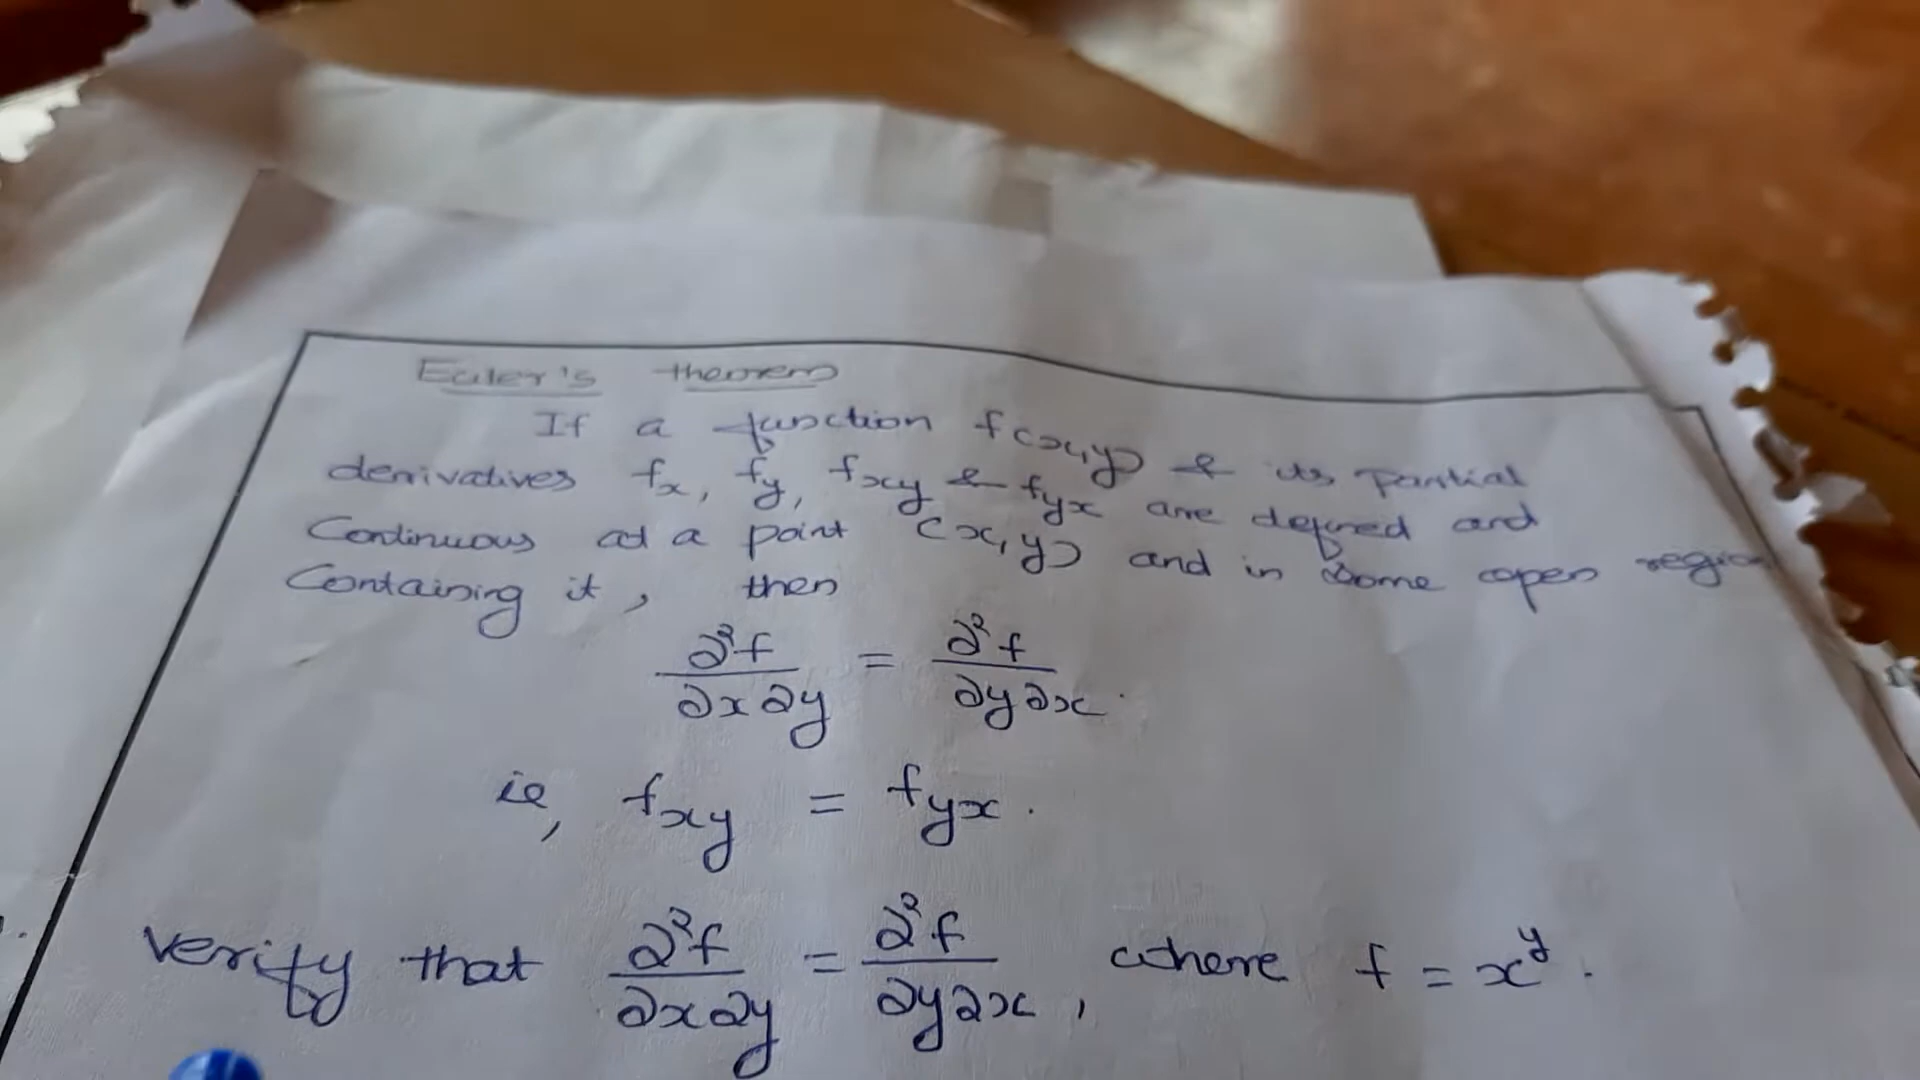 Euler's theorem
If a function f(x,y) & its partial
derivatives fx, fy, fxy & fyx are defined and
Continuous at a point (x,y) and in some open region
Containing it, then
∂²f/∂x∂y = ∂²f/∂y∂x.
ie, fxy = fyx.
Verify that ∂²f/∂x∂y = ∂²f/∂y∂x, where f = x^y.